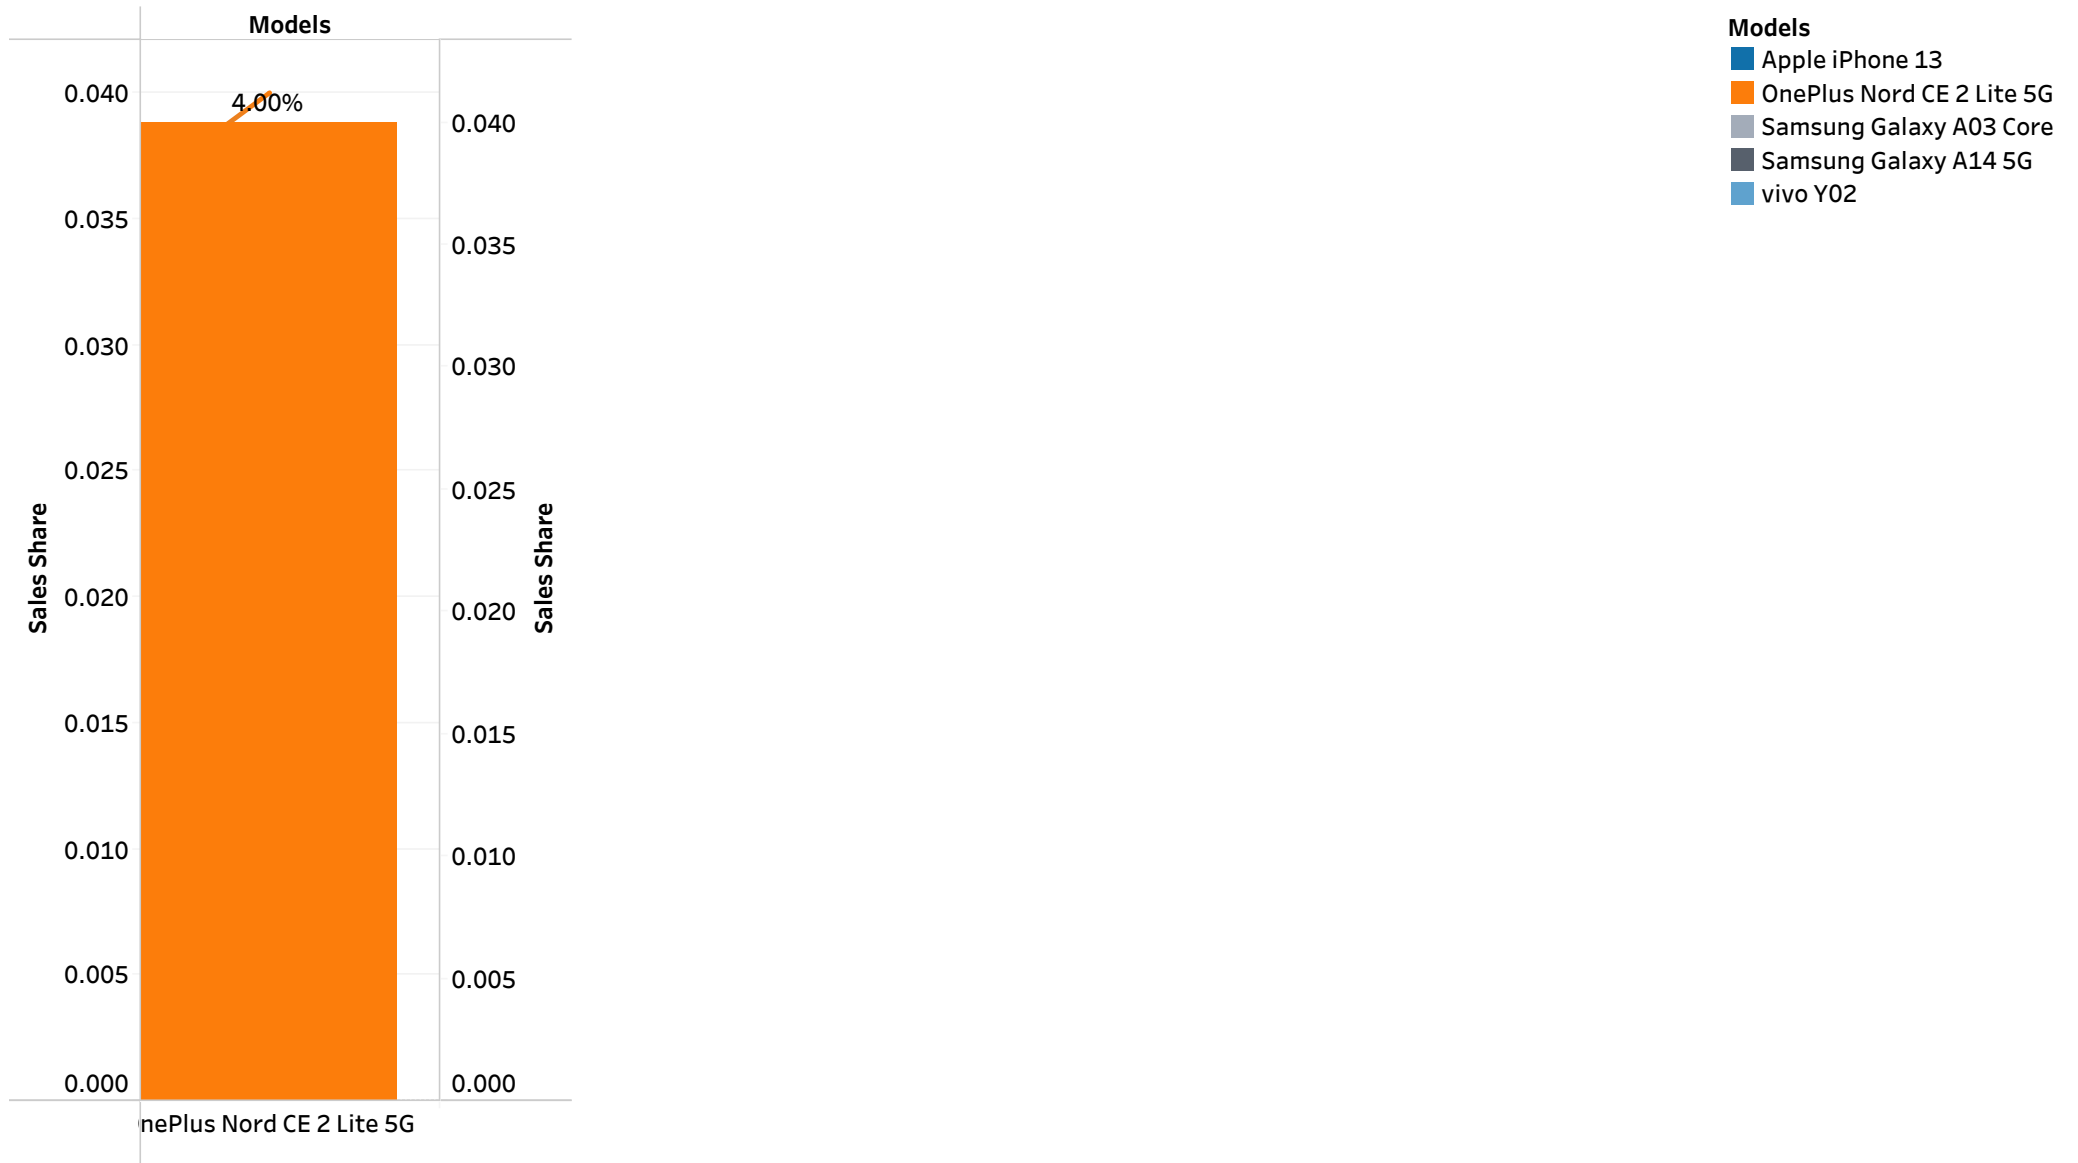 Models
0.040
0.035
0.030
0.025
0.020
0.015
0.010
0.005
0.000
Sales Share
4.00%
0.040
0.035
0.030
0.025
0.020
0.015
0.010
0.005
0.000
Sales Share
nePlus Nord CE 2 Lite 5G
Models
Apple iPhone 13
OnePlus Nord CE 2 Lite 5G
Samsung Galaxy A03 Core
Samsung Galaxy A14 5G
vivo Y02